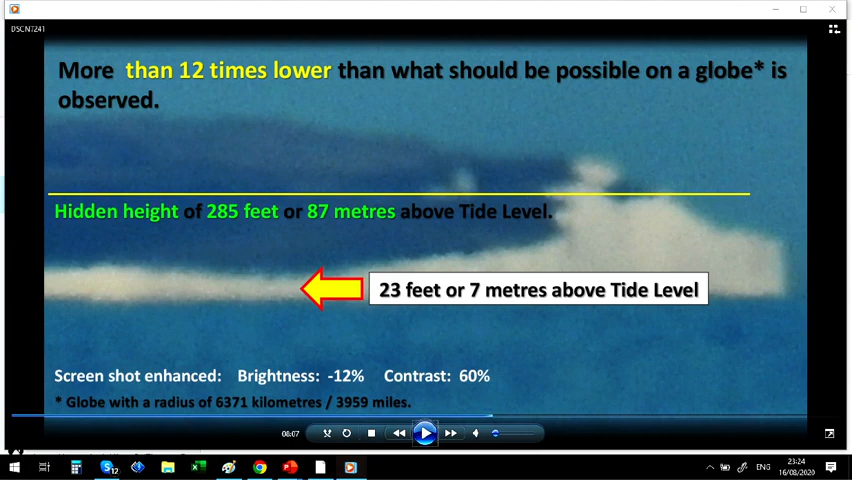 DSCN7241
More than 12 times lower than what should be possible on a globe* is
observed.
Hidden height of 285 feet or 87 metres above Tide Level.
23 feet or 7 metres above Tide Level
Screen shot enhanced: Brightness: -12% Contrast: 60%
* Globe with a radius of 6371 kilometres / 3959 miles.
08:07
12
ENG
23:24
16/08/2020